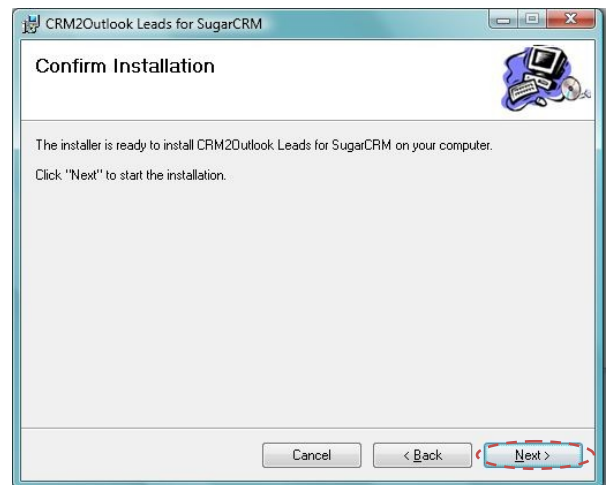 CRM2Outlook Leads for SugarCRM
Confirm Installation
The installer is ready to install CRM2Outlook Leads for SugarCRM on your computer.
Click "Next" to start the installation.
Cancel
< Back
Next >